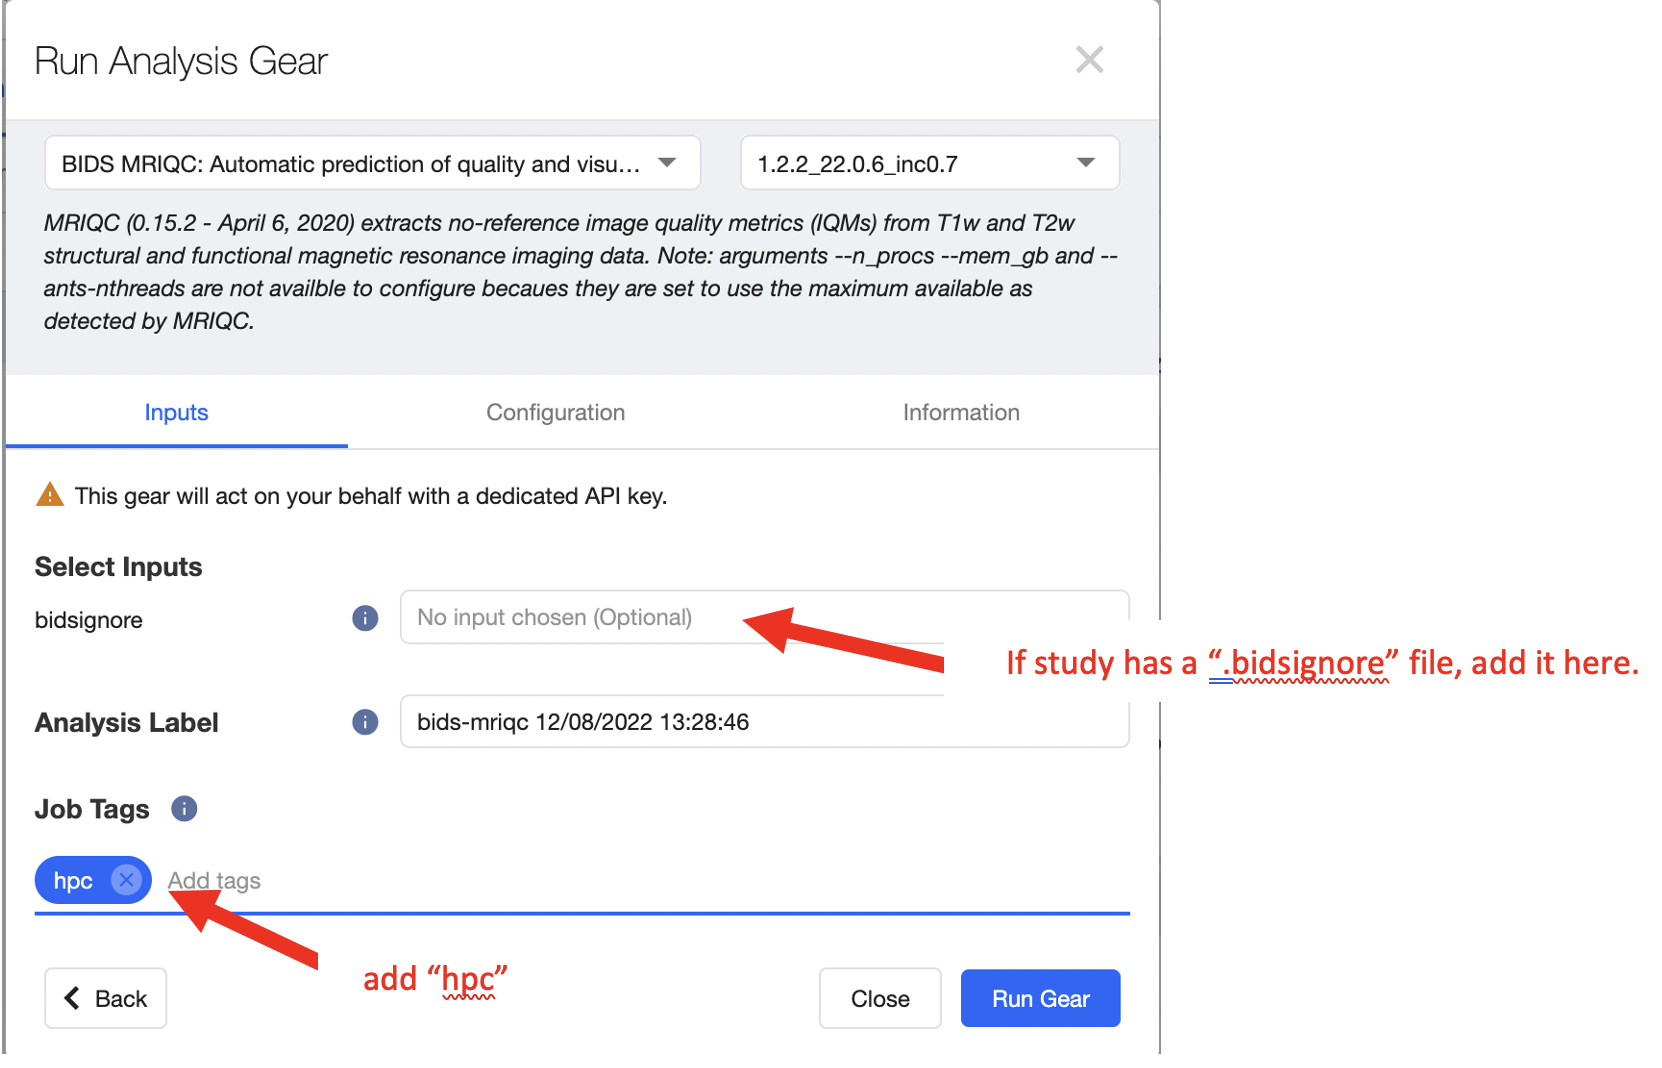 Run Analysis Gear
BIDS MRIQC: Automatic prediction of quality and visu...
1.2.2_22.0.6_inc0.7
MRIQC (0.15.2 - April 6, 2020) extracts no-reference image quality metrics (IQMs) from T1w and T2w
structural and functional magnetic resonance imaging data. Note: arguments --n_procs --mem_gb and --
ants-nthreads are not availble to configure becaues they are set to use the maximum available as
detected by MRIQC.
Inputs
Configuration
Information
This gear will act on your behalf with a dedicated API key.
Select Inputs
bidsignore
No input chosen (Optional)
If study has a “.bidsignore” file, add it here.
Analysis Label
bids-mriqc 12/08/2022 13:28:46
Job Tags
hpc
Add tags
add “hpc”
Back
Close
Run Gear